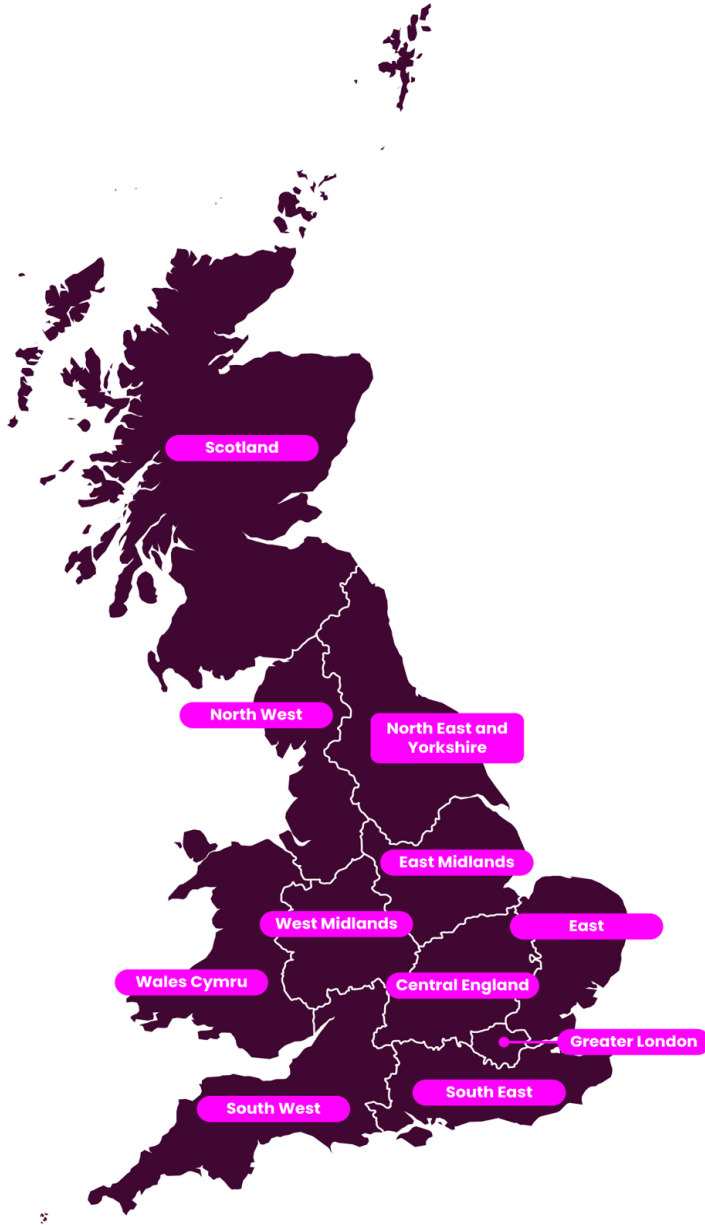 Scotland
North West
North East and
Yorkshire
East Midlands
West Midlands
East
Wales Cymru
Central England
Greater London
South East
South West